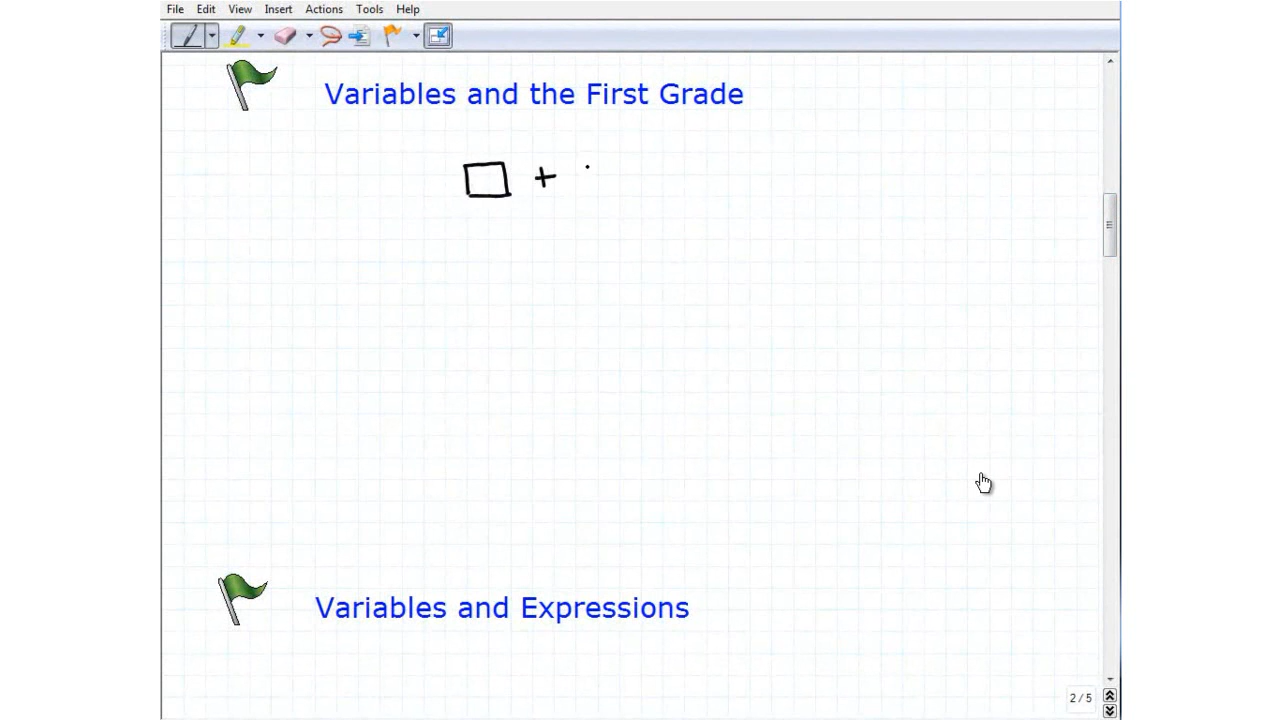 File Edit View Insert Actions Tools Help
Variables and the First Grade
□ +
Variables and Expressions
2/5